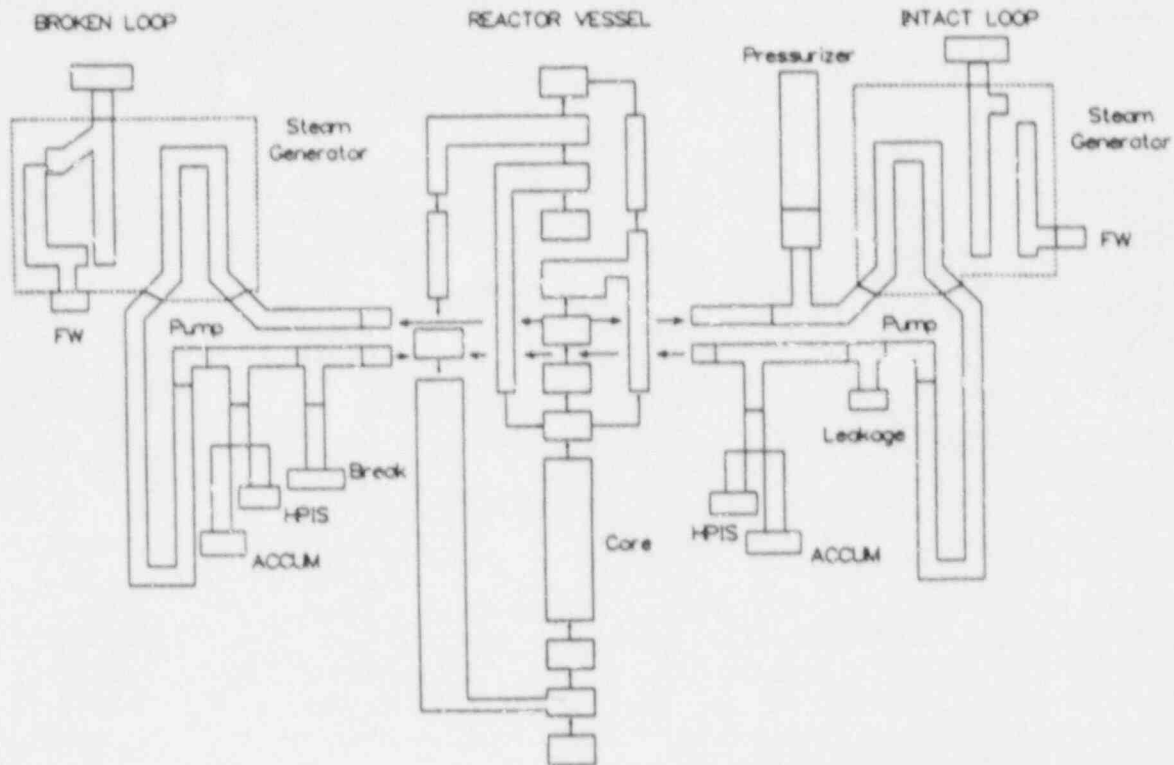 BROKEN LOOP
REACTOR VESSEL
INTACT LOOP
Pressurizer
Steam
Generator
Steam
Generator
FW
FW
Pump
Pump
Break
HPIS
ACCUM
Leakage
HPIS
ACCUM
Core